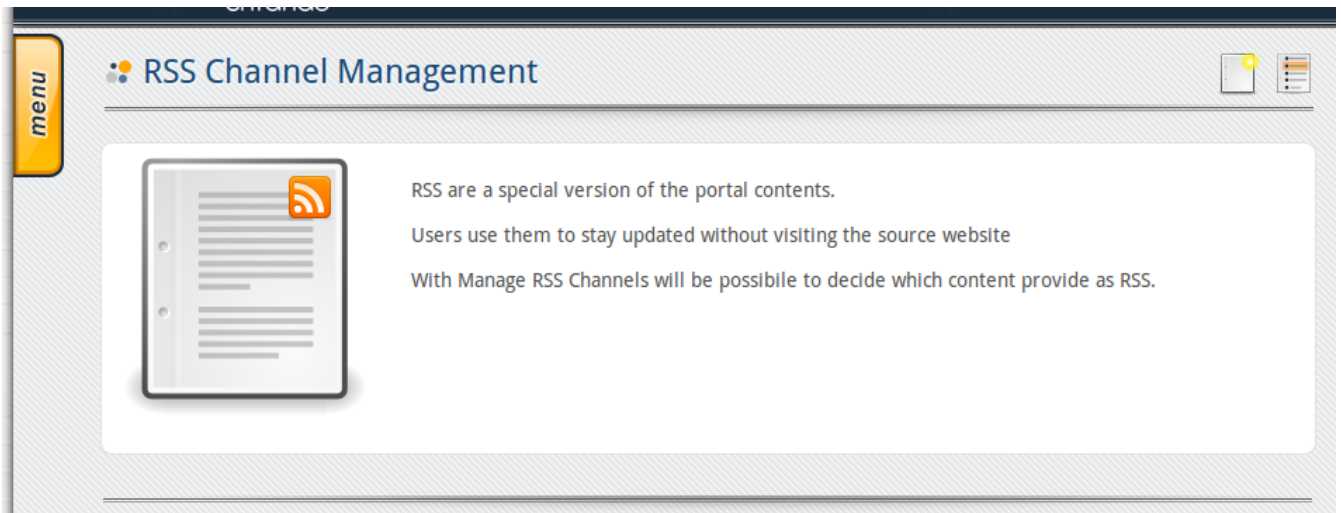 menu
RSS Channel Management
RSS are a special version of the portal contents.
Users use them to stay updated without visiting the source website
With Manage RSS Channels will be possibile to decide which content provide as RSS.